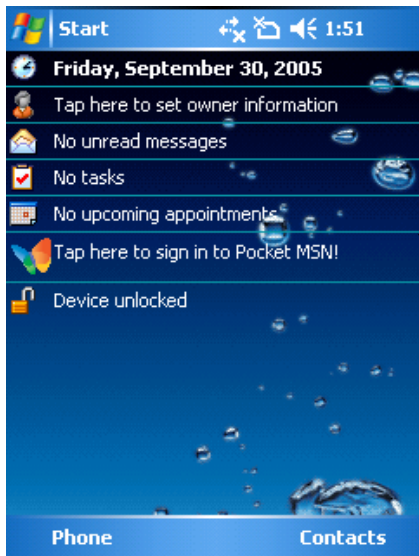 Start 1:51
Friday, September 30, 2005
Tap here to set owner information
No unread messages
No tasks
No upcoming appointments
Tap here to sign in to Pocket MSN!
Device unlocked
Phone Contacts